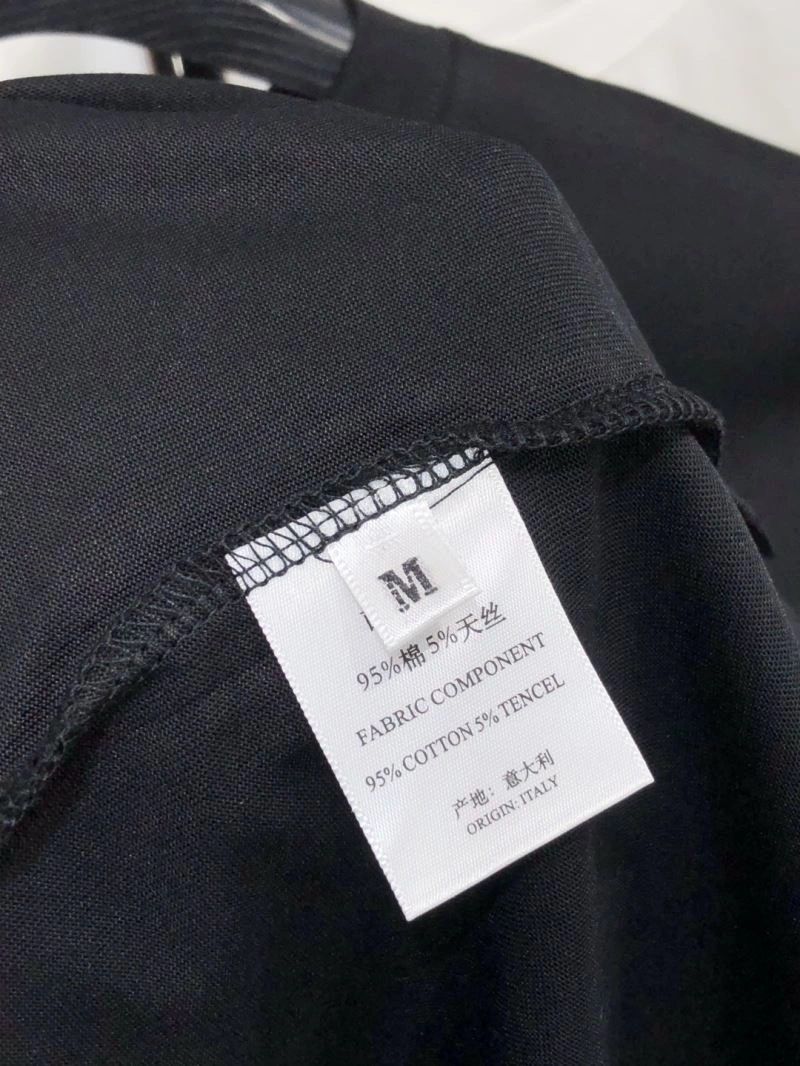 M
95%棉 5%天丝
FABRIC COMPONENT
95% COTTON 5% TENCEL
产地: 意大利
ORIGIN: ITALY